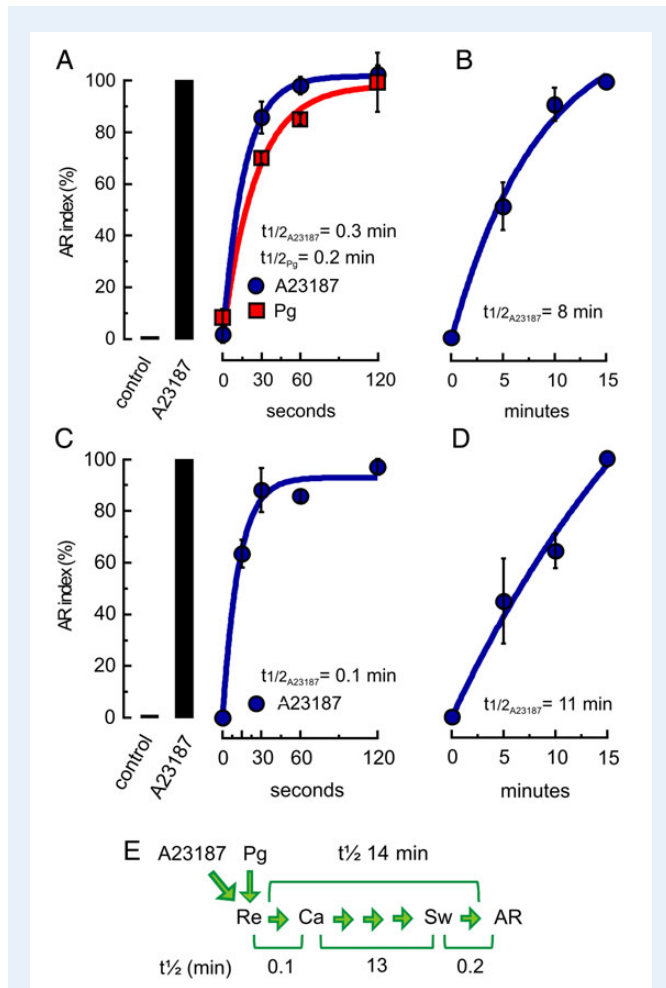 A
B
AR index (%)
100
80
60
40
20
0
control
A23187
t1/2A23187= 0.3 min
t1/2Pg= 0.2 min
A23187
Pg
0 30 60 120
seconds
t1/2A23187= 8 min
0 5 10 15
minutes
C
D
AR index (%)
100
80
60
40
20
0
control
A23187
t1/2A23187= 0.1 min
A23187
0 30 60 120
seconds
t1/2A23187= 11 min
0 5 10 15
minutes
E
A23187 Pg t½ 14 min
Re Ca Sw AR
t½ (min) 0.1 13 0.2